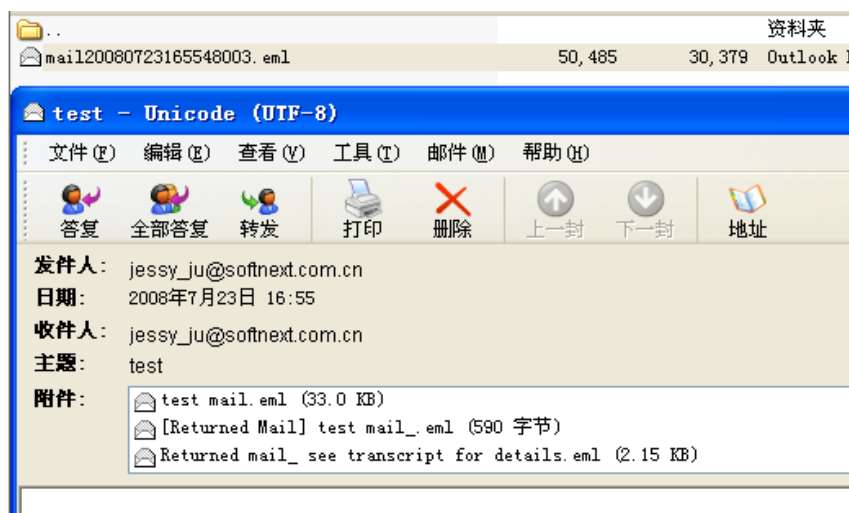 .. 资料夹
mail20080723165548003.eml 50,485 30,379 Outlook
test - Unicode (UTF-8)
文件(F) 编辑(E) 查看(V) 工具(T) 邮件(M) 帮助(H)
答复 全部答复 转发 打印 删除 上一封 下一封 地址
发件人: jessy_ju@softnext.com.cn
日期: 2008年7月23日 16:55
收件人: jessy_ju@softnext.com.cn
主题: test
附件: test mail.eml (33.0 KB)
[Returned Mail] test mail_.eml (590 字节)
Returned mail_ see transcript for details.eml (2.15 KB)